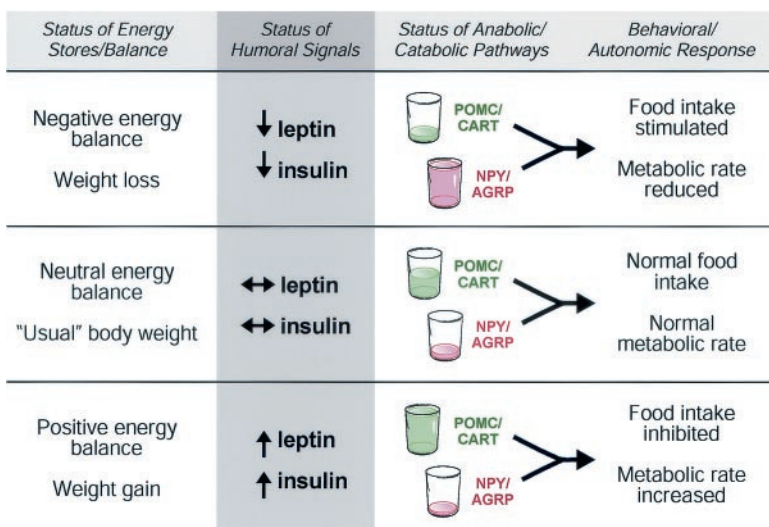 Status of Energy
Stores/Balance
Status of
Humoral Signals
Status of Anabolic/
Catabolic Pathways
Behavioral/
Autonomic Response
Negative energy
balance
Weight loss
leptin
insulin
POMC/
CART
NPY/
AGRP
Food intake
stimulated
Metabolic rate
reduced
Neutral energy
balance
"Usual" body weight
leptin
insulin
POMC/
CART
NPY/
AGRP
Normal food
intake
Normal
metabolic rate
Positive energy
balance
Weight gain
leptin
insulin
POMC/
CART
NPY/
AGRP
Food intake
inhibited
Metabolic rate
increased